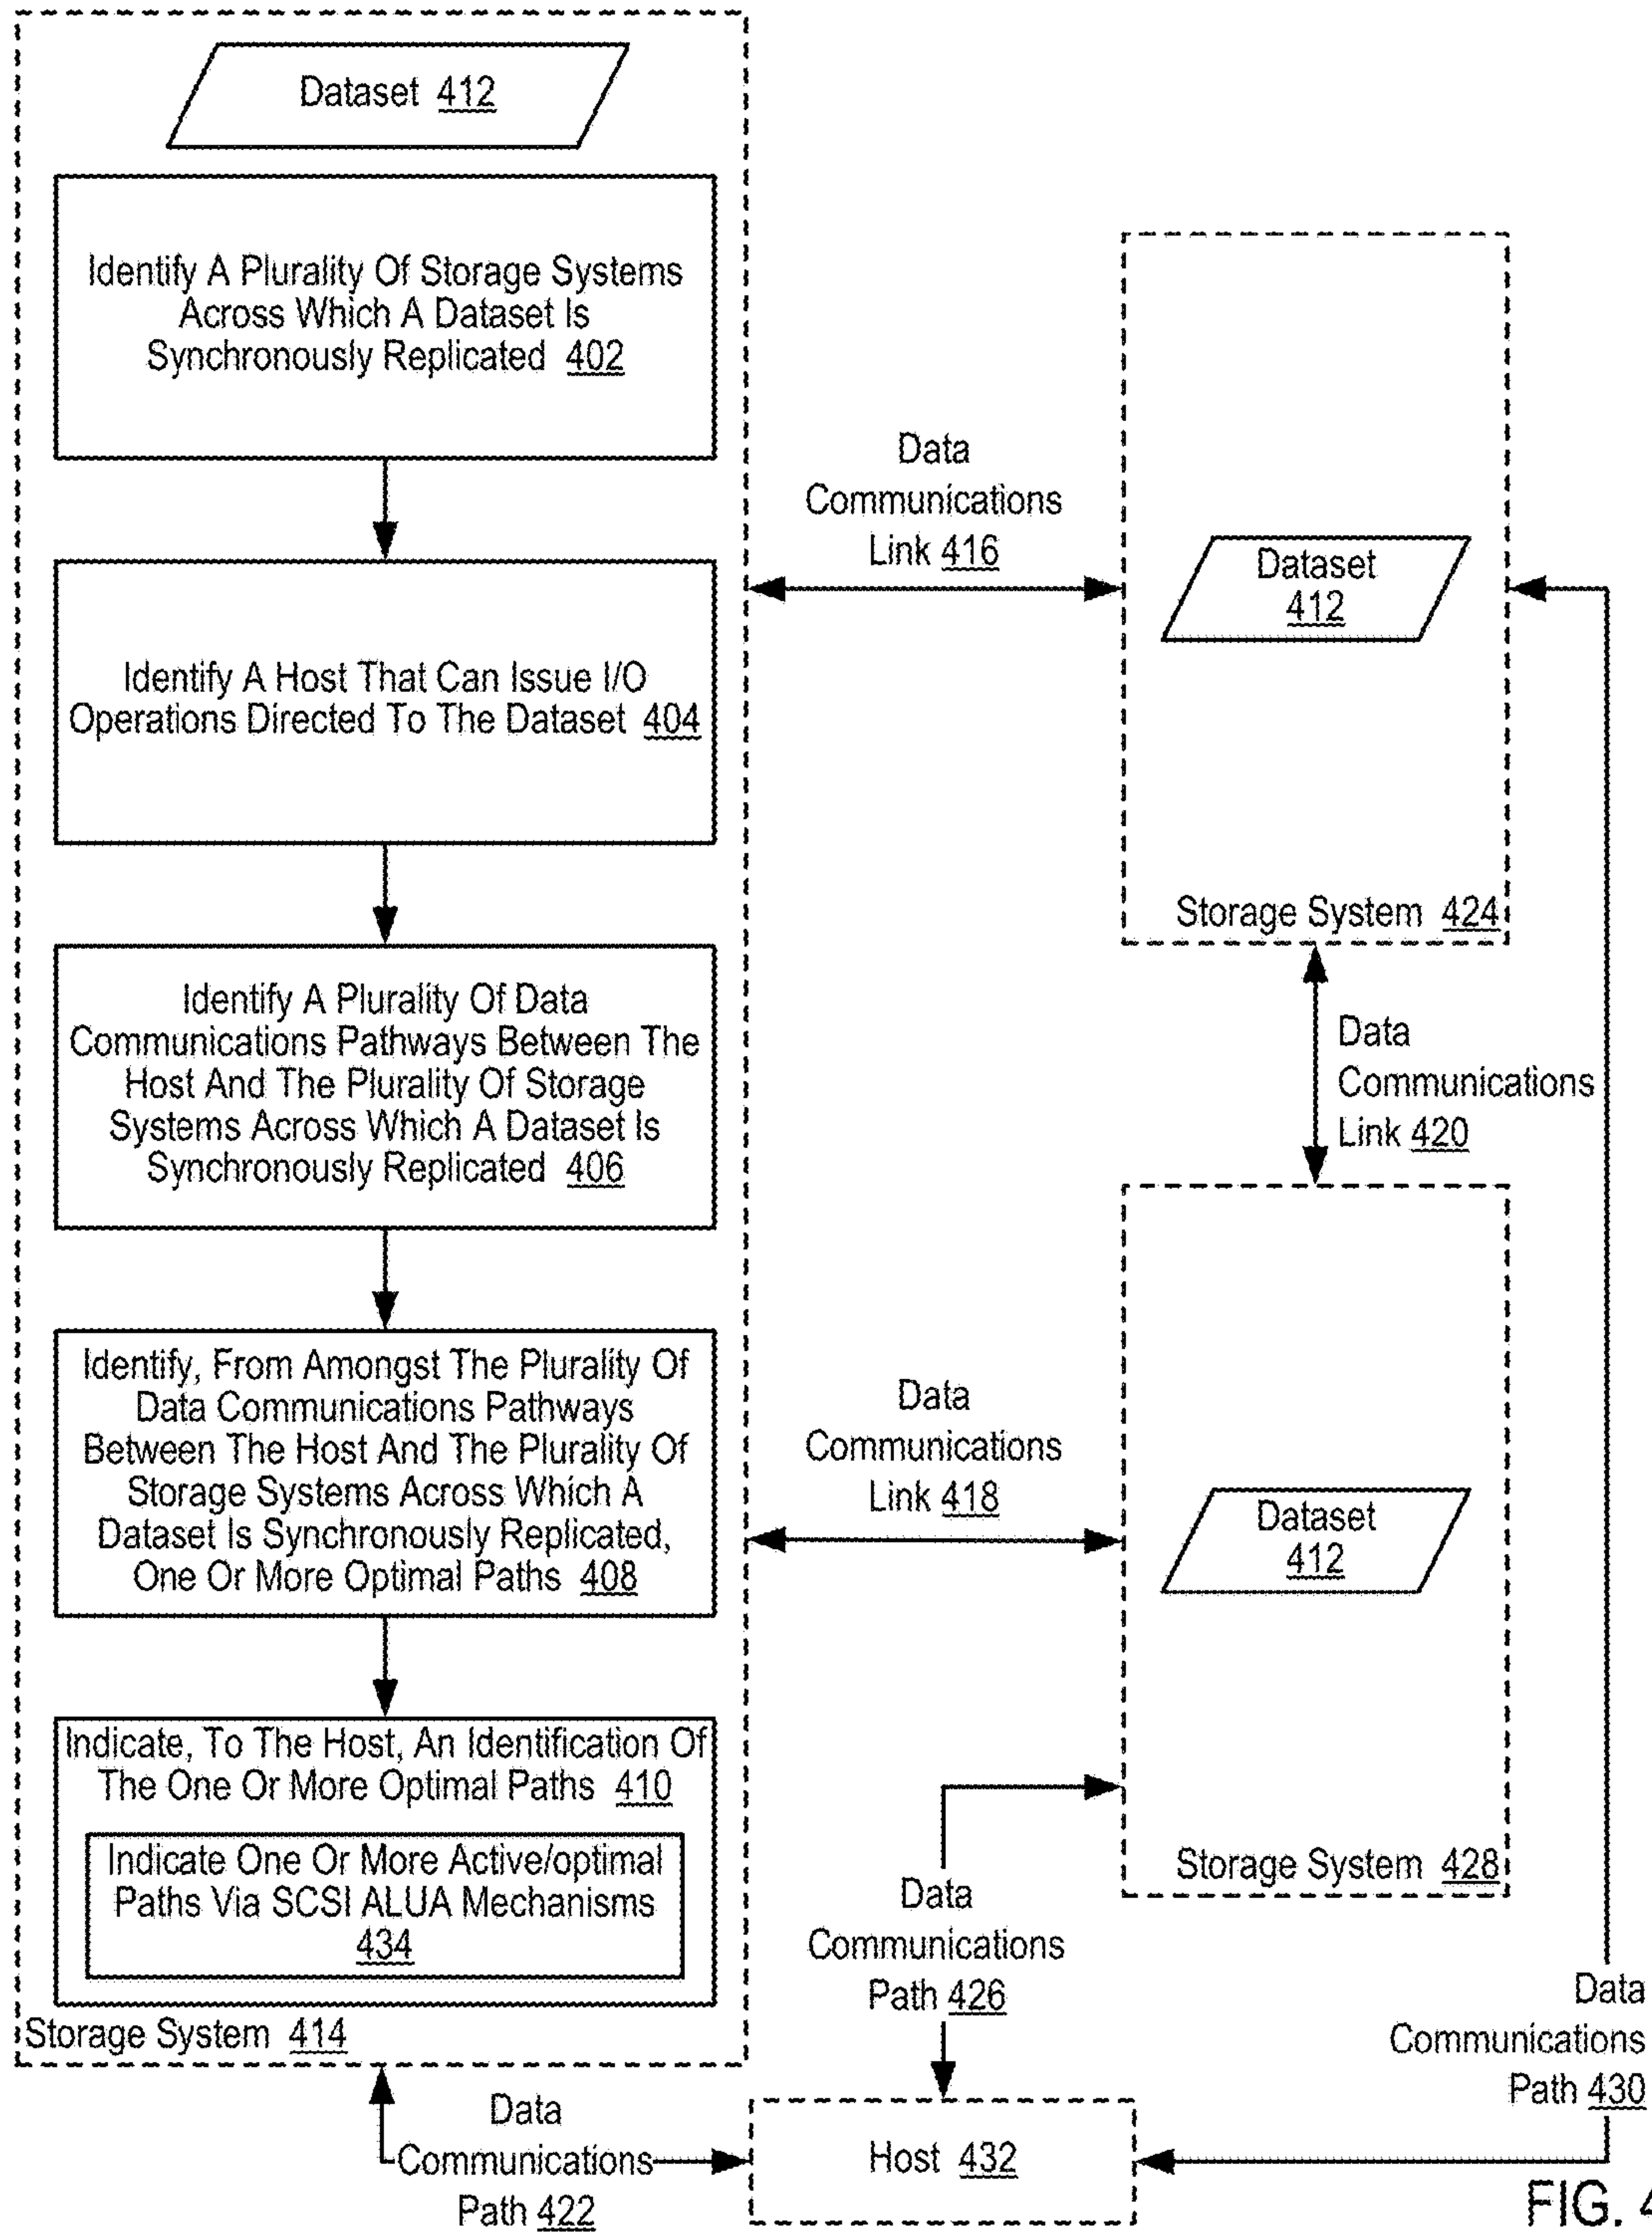 Dataset 412
Identify A Plurality Of Storage Systems
Across Which A Dataset Is
Synchronously Replicated 402
Identify A Host That Can Issue I/O
Operations Directed To The Dataset 404
Identify A Plurality Of Data
Communications Pathways Between The
Host And The Plurality Of Storage
Systems Across Which A Dataset Is
Synchronously Replicated 406
Identify, From Amongst The Plurality Of
Data Communications Pathways
Between The Host And The Plurality Of
Storage Systems Across Which A
Dataset Is Synchronously Replicated,
One Or More Optimal Paths 408
Indicate, To The Host, An Identification Of
The One Or More Optimal Paths 410
Indicate One Or More Active/optimal
Paths Via SCSI ALUA Mechanisms
434
Storage System 414
Data
Communications
Link 416
Dataset
412
Storage System 424
Data
Communications
Link 420
Data
Communications
Link 418
Dataset
412
Storage System 428
Data
Communications
Path 426
Data
Communications
Path 430
Data
Communications
Path 422
Host 432
FIG. 4